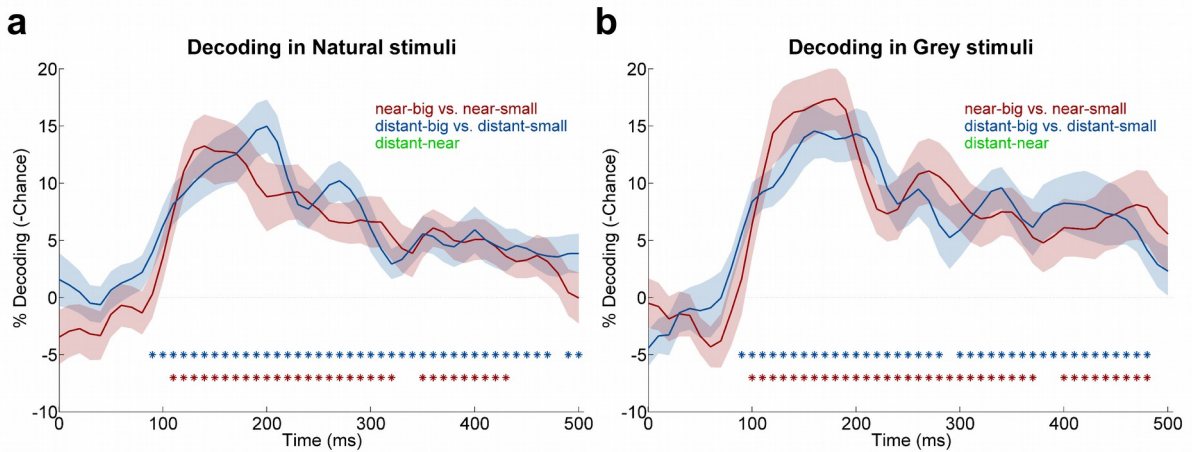 a
Decoding in Natural stimuli
% Decoding (-Chance)
20
15
10
5
0
-5
-10
near-big vs. near-small
distant-big vs. distant-small
distant-near
0
100
200
300
400
500
Time (ms)
b
Decoding in Grey stimuli
% Decoding (-Chance)
20
15
10
5
0
-5
-10
near-big vs. near-small
distant-big vs. distant-small
distant-near
0
100
200
300
400
500
Time (ms)